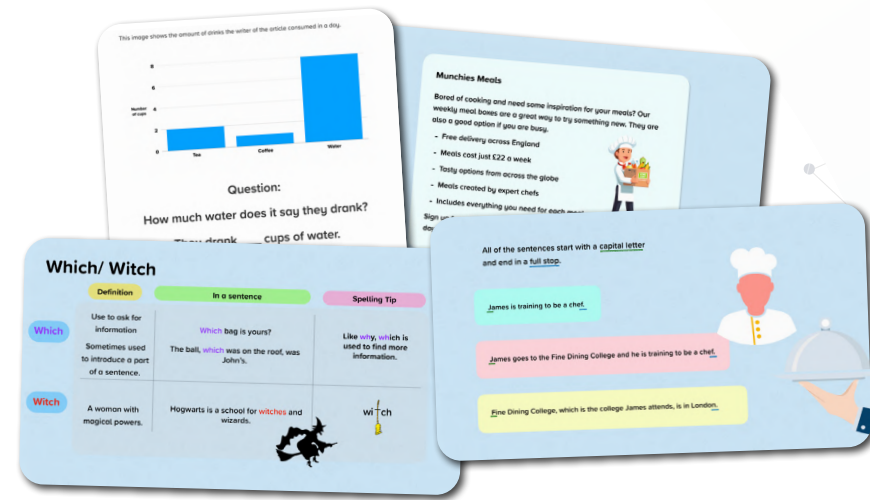 This image shows the amount of drinks the writer of the article consumed in a day.
8
6
4
2
0
Number
of cups
Tea
Coffee
Water
Question:
How much water does it say they drank?
They drank ___ cups of water.
Munchies Meals
Bored of cooking and need some inspiration for your meals? Our
weekly meal boxes are a great way to try something new. They are
also a good option if you are busy.
- Free delivery across England
- Meals cost just £22 a week
- Tasty options from across the globe
- Meals created by expert chefs
- Includes everything you need for each
Sign
Which/ Witch
Definition
In a sentence
Spelling Tip
Which
Use to ask for
information
Sometimes used
to introduce a part
of a sentence.
Which bag is yours?
The ball, which was on the roof, was
John's.
Like why, which is
used to find more
information.
Witch
A woman with
magical powers.
Hogwarts is a school for witches and
wizards.
witch
All of the sentences start with a capital letter
and end in a full stop.
James is training to be a chef.
James goes to the Fine Dining College and he is training to be a chef.
Fine Dining College, which is the college James attends, is in London.